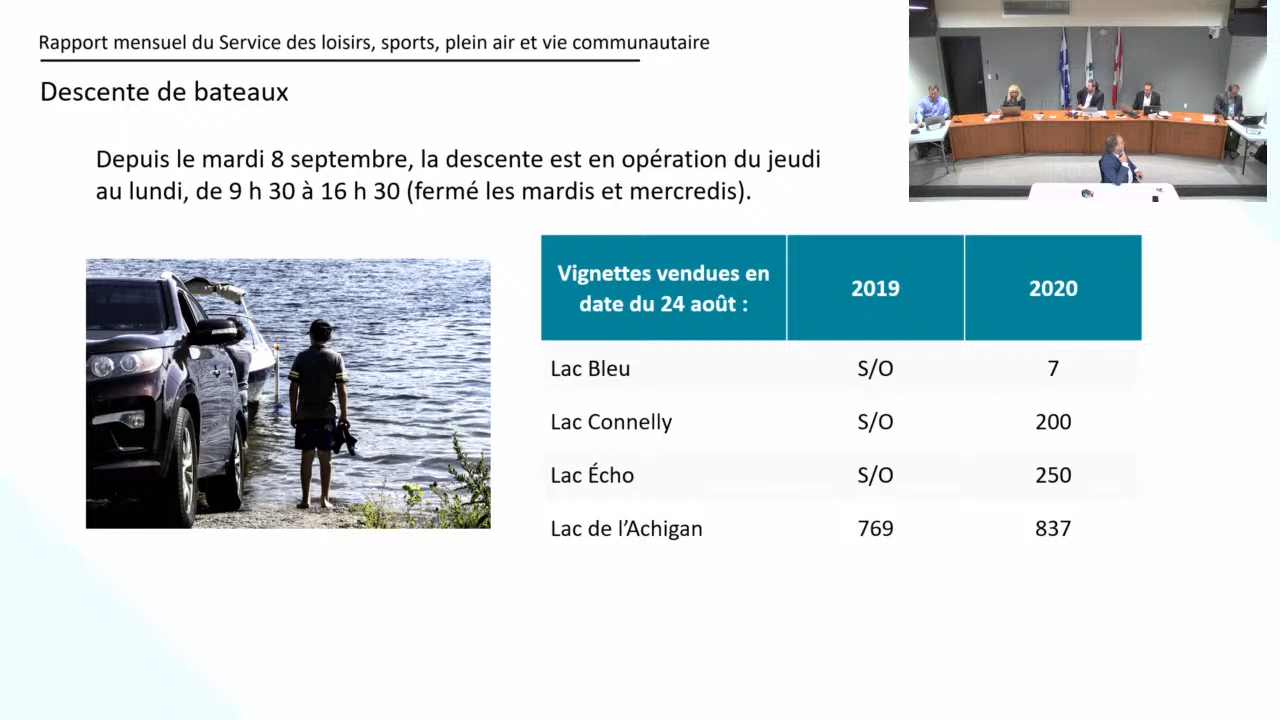 Rapport mensuel du Service des loisirs, sports, plein air et vie communautaire
Descente de bateaux
Depuis le mardi 8 septembre, la descente est en opération du jeudi
au lundi, de 9 h 30 à 16 h 30 (fermé les mardis et mercredis).
Vignettes vendues en
date du 24 août :
2019
2020
Lac Bleu S/O 7
Lac Connelly S/O 200
Lac Écho S/O 250
Lac de l’Achigan 769 837